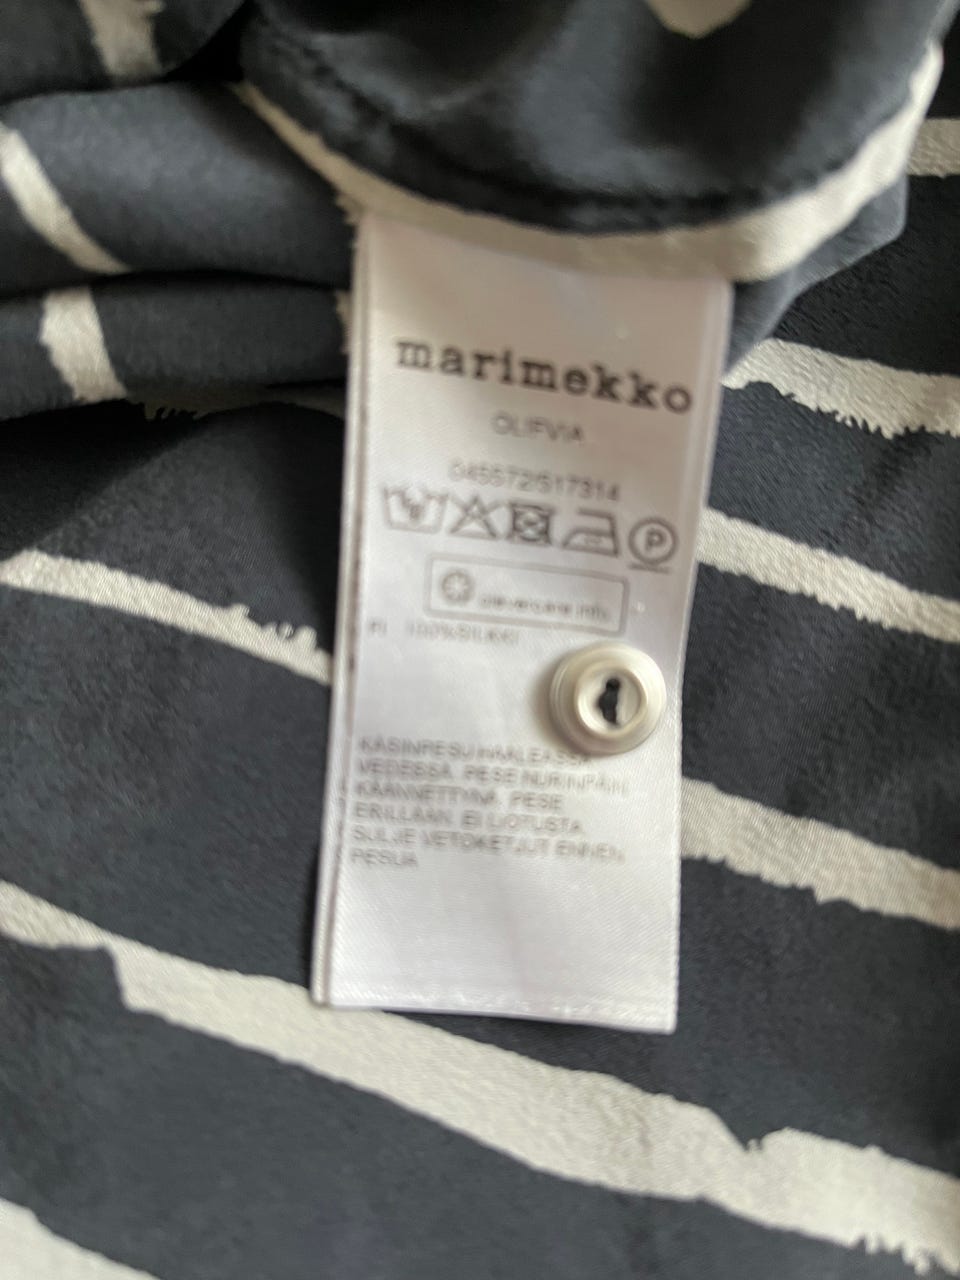 marimekko
OLIFVIA
045572/517314
P
clevercare.info
FI 100%SILKKI
KÄSINPESU HAALEASSA
VEDESSÄ. PESE NURINPÄIN
KÄÄNNETTYNÄ. PESE
ERILLÄÄN. EI LIOTUSTA.
SULJE VETOKETJUT ENNEN
PESUA